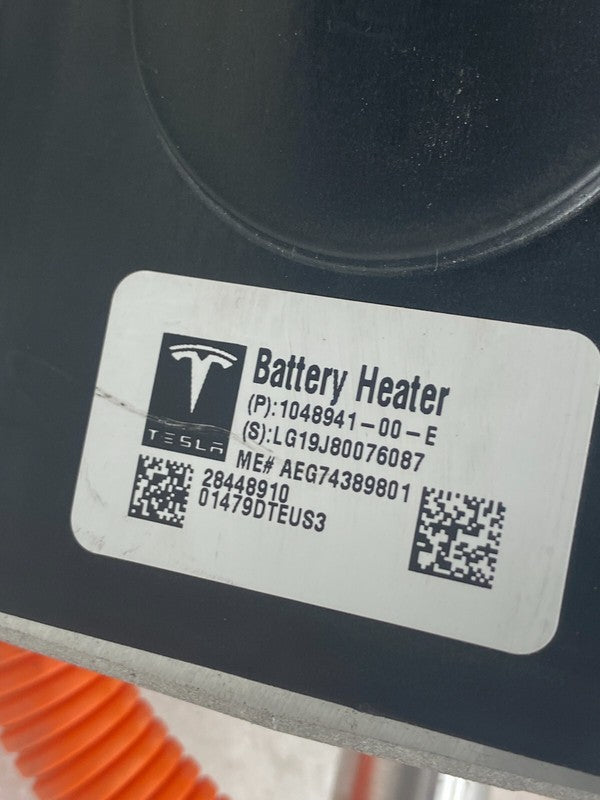 Battery Heater
(P):1048941-00-E
(S):LG19J80076087
TESLA
ME# AEG74389801
28448910
01479DTEUS3